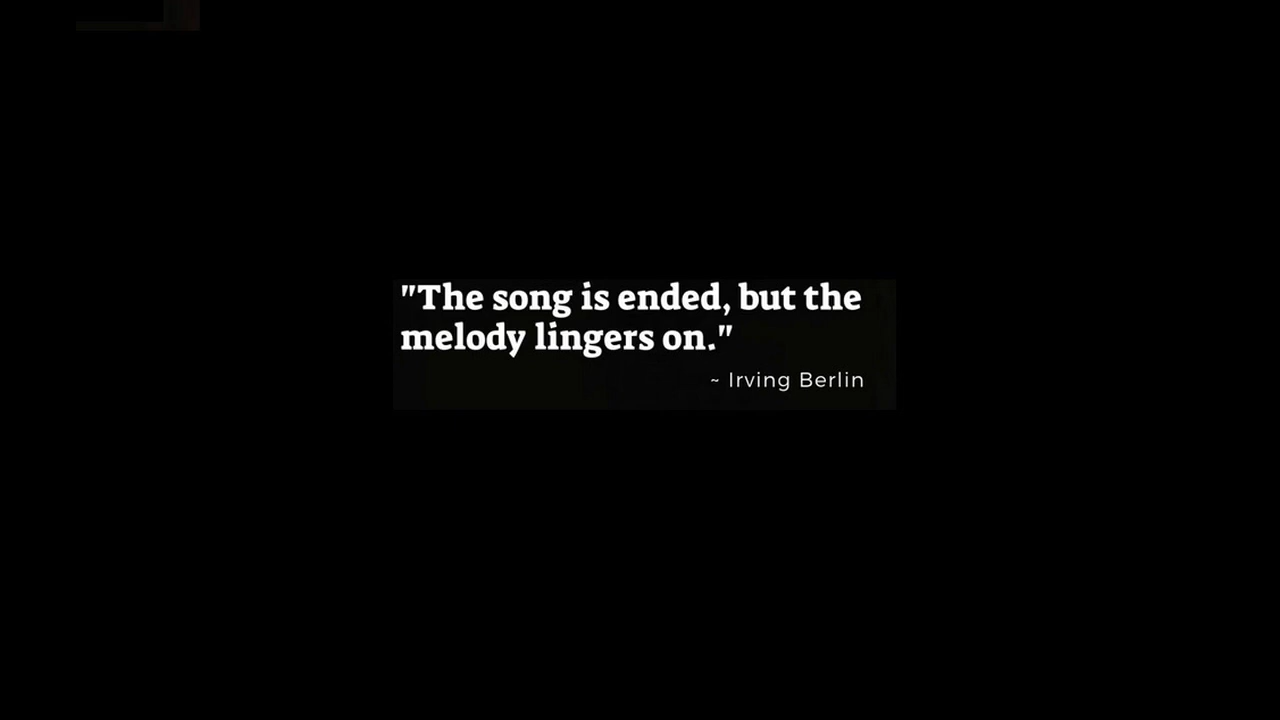 "The song is ended, but the
melody lingers on."
~ Irving Berlin